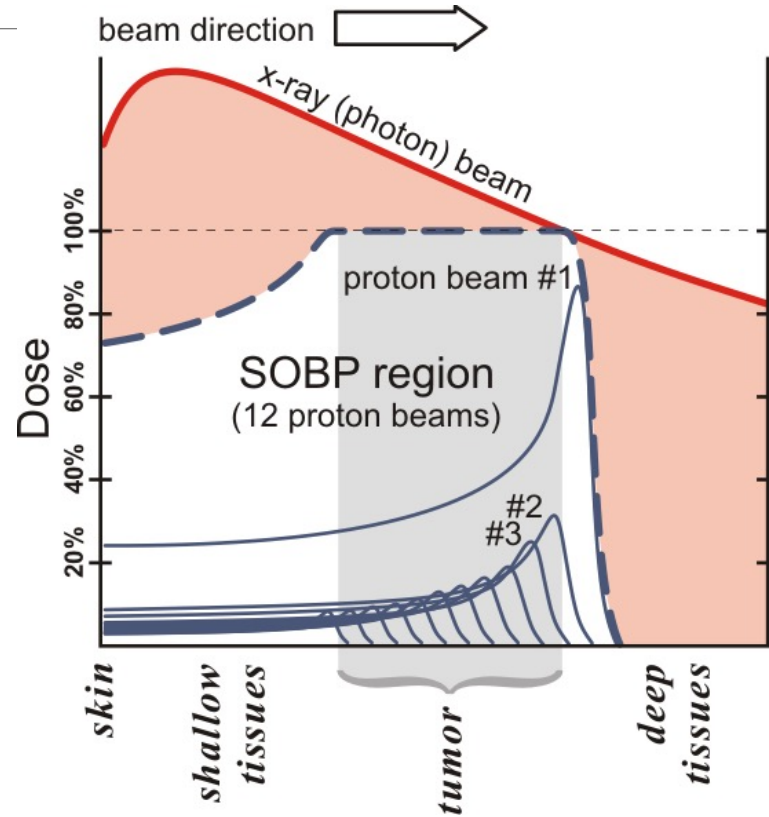 beam direction
x-ray (photon) beam
100%
80%
60%
40%
20%
Dose
proton beam #1
SOBP region
(12 proton beams)
#2
#3
skin
shallow
tissues
tumor
deep
tissues